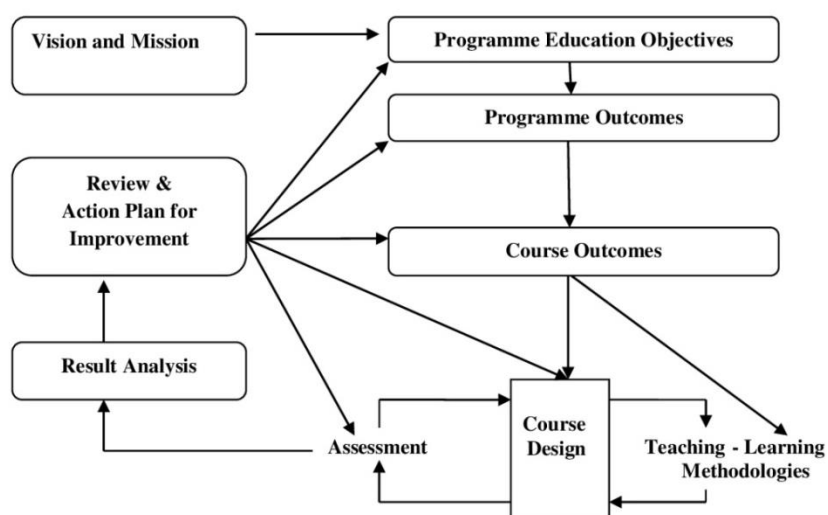 Vision and Mission
Programme Education Objectives
Programme Outcomes
Review &
Action Plan for
Improvement
Course Outcomes
Result Analysis
Assessment
Course
Design
Teaching - Learning
Methodologies